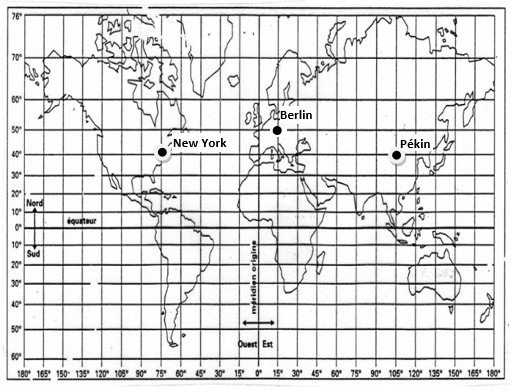 76°
70°
60°
Berlin
50°
New York
Pékin
40°
30°
20°
Nord
10°
équateur
0°
10°
Sud
méridien origine
20°
30°
40°
50°
Ouest Est
60°
180° 165° 150° 135° 120° 105° 90° 75° 60° 45° 30° 15° 0° 15° 30° 45° 60° 75° 90° 105° 120° 135° 150° 165° 180°